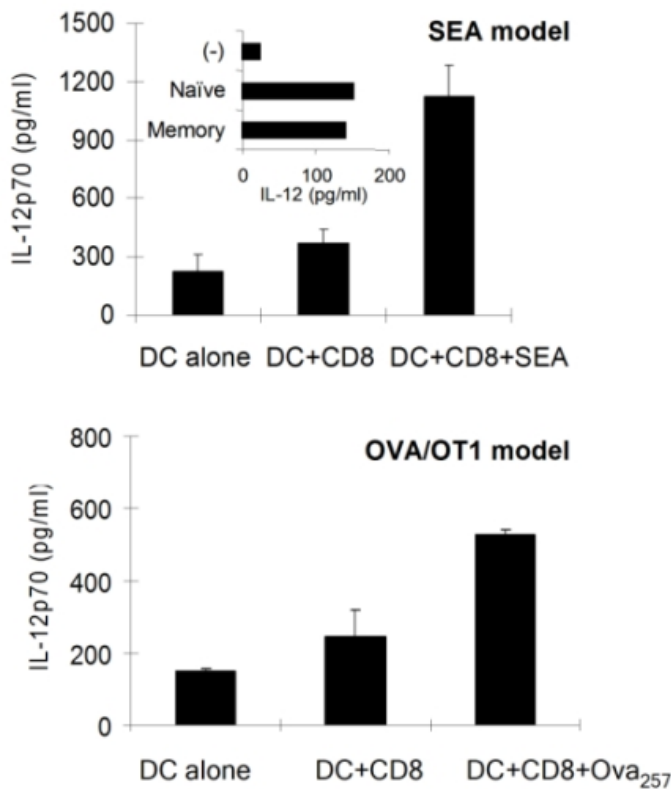 SEA model
IL-12p70 (pg/ml)
1500
1200
900
600
300
0
(-)
Naïve
Memory
0 100 200
IL-12 (pg/ml)
DC alone DC+CD8 DC+CD8+SEA
OVA/OT1 model
IL-12p70 (pg/ml)
800
600
400
200
0
DC alone DC+CD8 DC+CD8+Ova₂₅₇